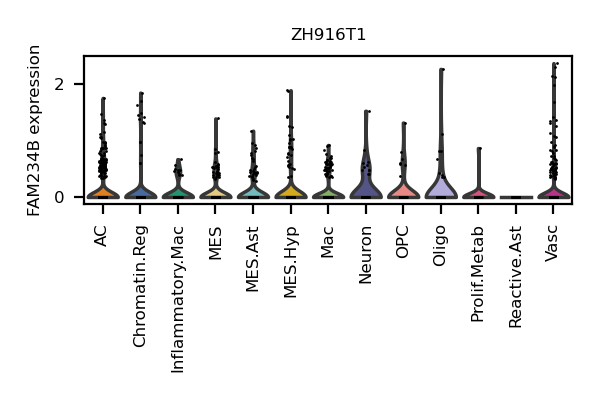 ZH916T1
FAM234B expression
2
0
AC
Chromatin.Reg
Inflammatory.Mac
MES
MES.Ast
MES.Hyp
Mac
Neuron
OPC
Oligo
Prolif.Metab
Reactive.Ast
Vasc